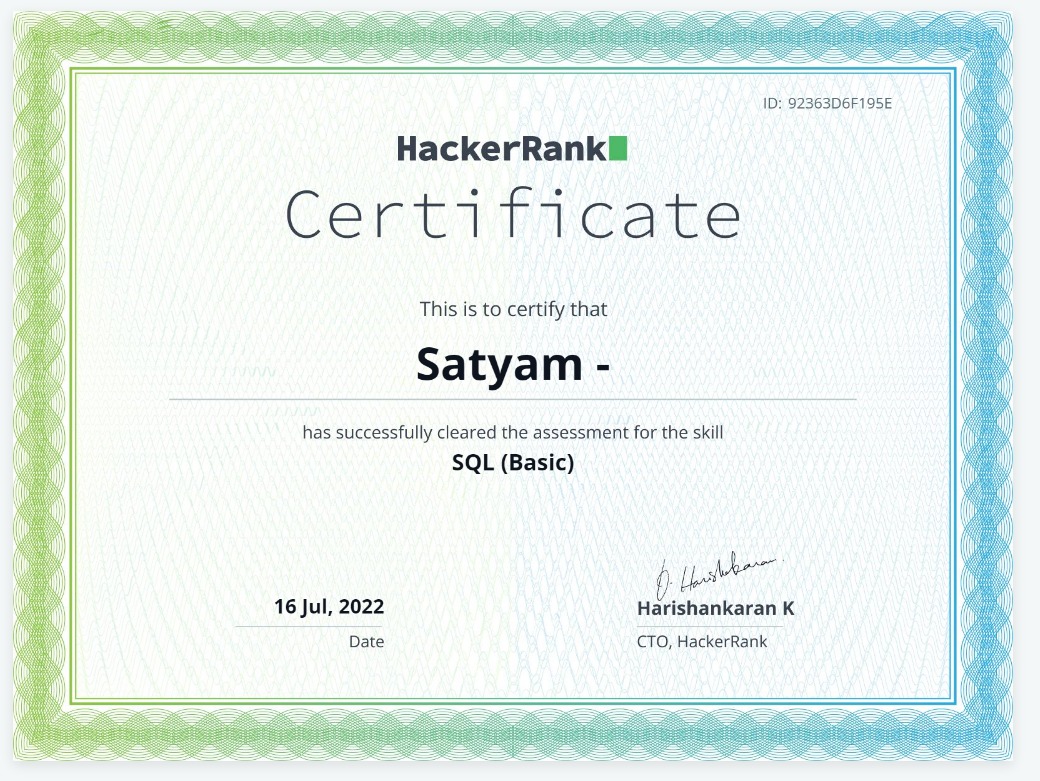 ID: 92363D6F195E
HackerRank
Certificate
This is to certify that
Satyam -
has successfully cleared the assessment for the skill
SQL (Basic)
16 Jul, 2022
Date
Harishankaran K
CTO, HackerRank